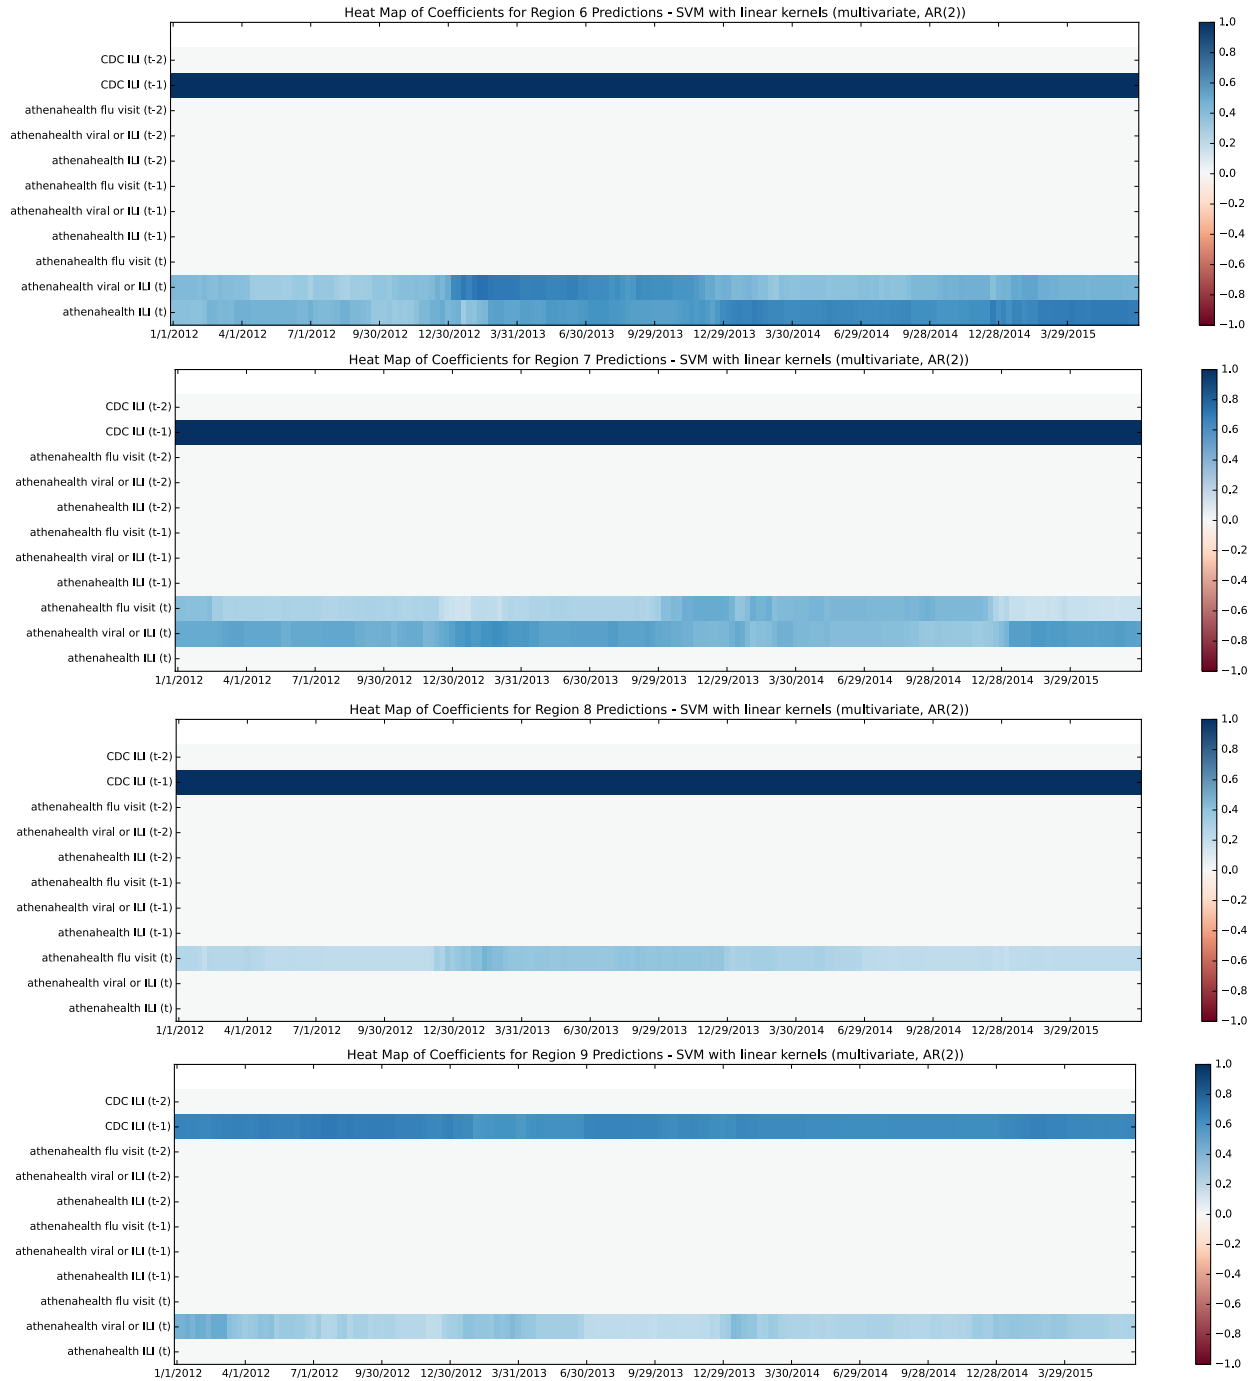 Heat Map of Coefficients for Region 6 Predictions - SVM with linear kernels (multivariate, AR(2))
CDC ILI (t-2)
CDC ILI (t-1)
athenahealth flu visit (t-2)
athenahealth viral or ILI (t-2)
athenahealth ILI (t-2)
athenahealth flu visit (t-1)
athenahealth viral or ILI (t-1)
athenahealth ILI (t-1)
athenahealth flu visit (t)
athenahealth viral or ILI (t)
athenahealth ILI (t)
1/1/2012 4/1/2012 7/1/2012 9/30/2012 12/30/2012 3/31/2013 6/30/2013 9/29/2013 12/29/2013 3/30/2014 6/29/2014 9/28/2014 12/28/2014 3/29/2015
1.0
0.8
0.6
0.4
0.2
0.0
−0.2
−0.4
−0.6
−0.8
−1.0
Heat Map of Coefficients for Region 7 Predictions - SVM with linear kernels (multivariate, AR(2))
CDC ILI (t-2)
CDC ILI (t-1)
athenahealth flu visit (t-2)
athenahealth viral or ILI (t-2)
athenahealth ILI (t-2)
athenahealth flu visit (t-1)
athenahealth viral or ILI (t-1)
athenahealth ILI (t-1)
athenahealth flu visit (t)
athenahealth viral or ILI (t)
athenahealth ILI (t)
1/1/2012 4/1/2012 7/1/2012 9/30/2012 12/30/2012 3/31/2013 6/30/2013 9/29/2013 12/29/2013 3/30/2014 6/29/2014 9/28/2014 12/28/2014 3/29/2015
1.0
0.8
0.6
0.4
0.2
0.0
−0.2
−0.4
−0.6
−0.8
−1.0
Heat Map of Coefficients for Region 8 Predictions - SVM with linear kernels (multivariate, AR(2))
CDC ILI (t-2)
CDC ILI (t-1)
athenahealth flu visit (t-2)
athenahealth viral or ILI (t-2)
athenahealth ILI (t-2)
athenahealth flu visit (t-1)
athenahealth viral or ILI (t-1)
athenahealth ILI (t-1)
athenahealth flu visit (t)
athenahealth viral or ILI (t)
athenahealth ILI (t)
1/1/2012 4/1/2012 7/1/2012 9/30/2012 12/30/2012 3/31/2013 6/30/2013 9/29/2013 12/29/2013 3/30/2014 6/29/2014 9/28/2014 12/28/2014 3/29/2015
1.0
0.8
0.6
0.4
0.2
0.0
−0.2
−0.4
−0.6
−0.8
−1.0
Heat Map of Coefficients for Region 9 Predictions - SVM with linear kernels (multivariate, AR(2))
CDC ILI (t-2)
CDC ILI (t-1)
athenahealth flu visit (t-2)
athenahealth viral or ILI (t-2)
athenahealth ILI (t-2)
athenahealth flu visit (t-1)
athenahealth viral or ILI (t-1)
athenahealth ILI (t-1)
athenahealth flu visit (t)
athenahealth viral or ILI (t)
athenahealth ILI (t)
1/1/2012 4/1/2012 7/1/2012 9/30/2012 12/30/2012 3/31/2013 6/30/2013 9/29/2013 12/29/2013 3/30/2014 6/29/2014 9/28/2014 12/28/2014 3/29/2015
1.0
0.8
0.6
0.4
0.2
0.0
−0.2
−0.4
−0.6
−0.8
−1.0